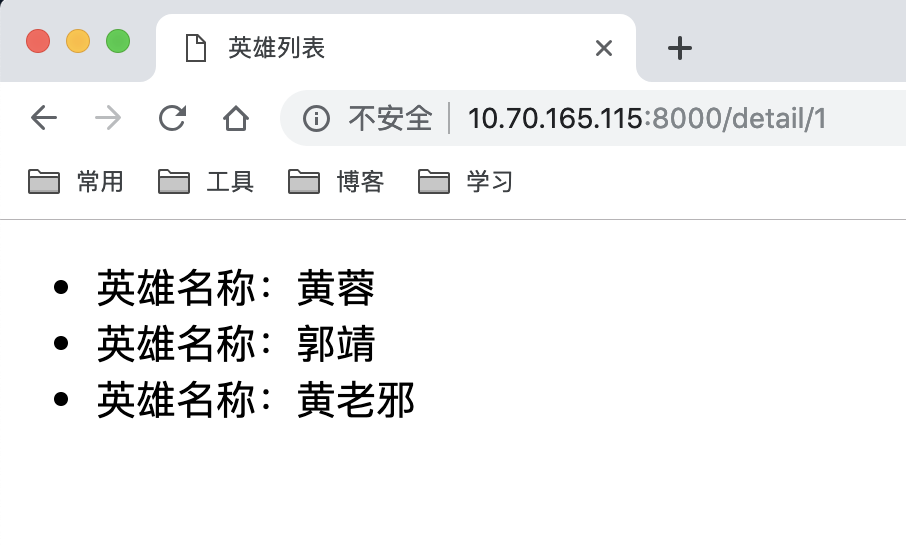 英雄列表
不安全 10.70.165.115:8000/detail/1
常用 工具 博客 学习
英雄名称：黄蓉
英雄名称：郭靖
英雄名称：黄老邪